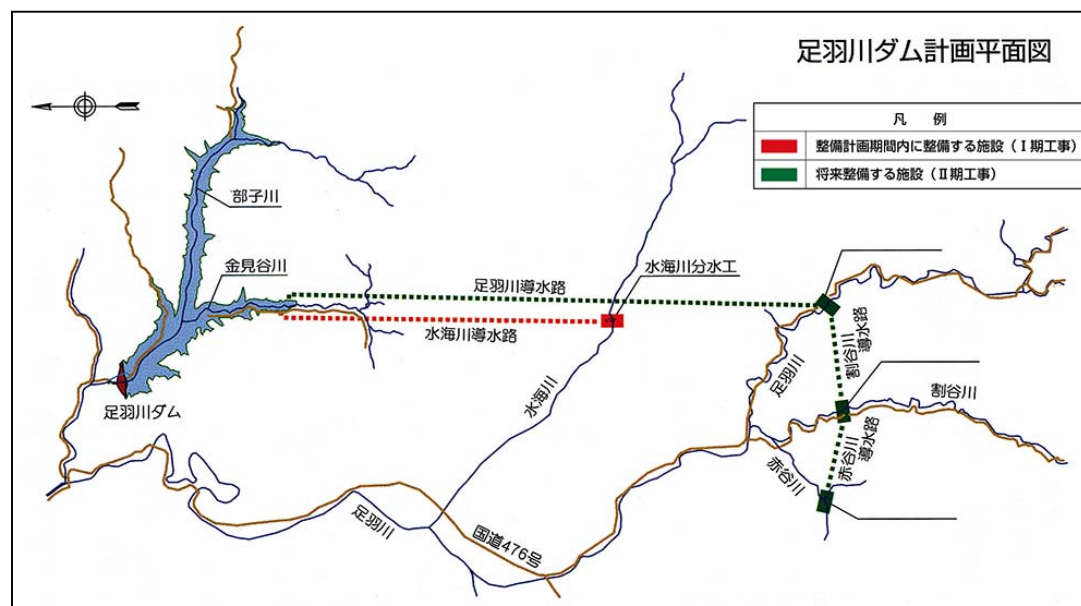 足羽川ダム計画平面図
凡 例
整備計画期間内に整備する施設（Ⅰ期工事）
将来整備する施設（Ⅱ期工事）
部子川
金見谷川
足羽川導水路
水海川分水工
水海川導水路
足羽川ダム
水海川
足羽川
割谷川
導水路
割谷川
赤谷川
導水路
赤谷川
足羽川
国道476号